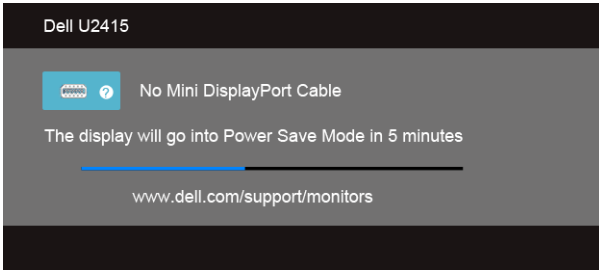 Dell U2415
? No Mini DisplayPort Cable
The display will go into Power Save Mode in 5 minutes
www.dell.com/support/monitors